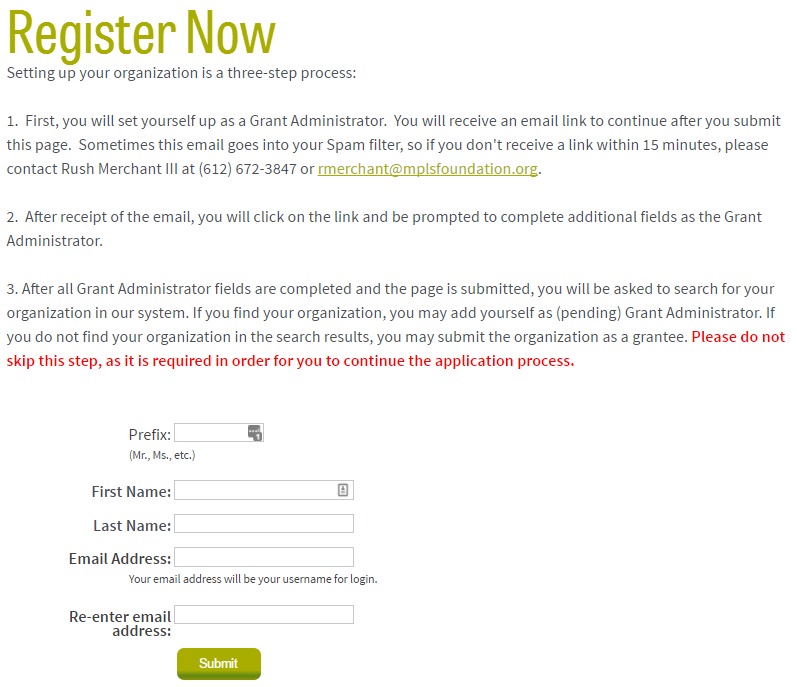 Register Now
Setting up your organization is a three-step process:
1.  First, you will set yourself up as a Grant Administrator.  You will receive an email link to continue after you submit
this page.  Sometimes this email goes into your Spam filter, so if you don't receive a link within 15 minutes, please
contact Rush Merchant III at (612) 672-3847 or rmerchant@mplsfoundation.org.
2.  After receipt of the email, you will click on the link and be prompted to complete additional fields as the Grant
Administrator.
3. After all Grant Administrator fields are completed and the page is submitted, you will be asked to search for your
organization in our system. If you find your organization, you may add yourself as (pending) Grant Administrator. If
you do not find your organization in the search results, you may submit the organization as a grantee. Please do not
skip this step, as it is required in order for you to continue the application process.
Prefix:
(Mr., Ms., etc.)
First Name:
Last Name:
Email Address:
Your email address will be your username for login.
Re-enter email
address:
Submit